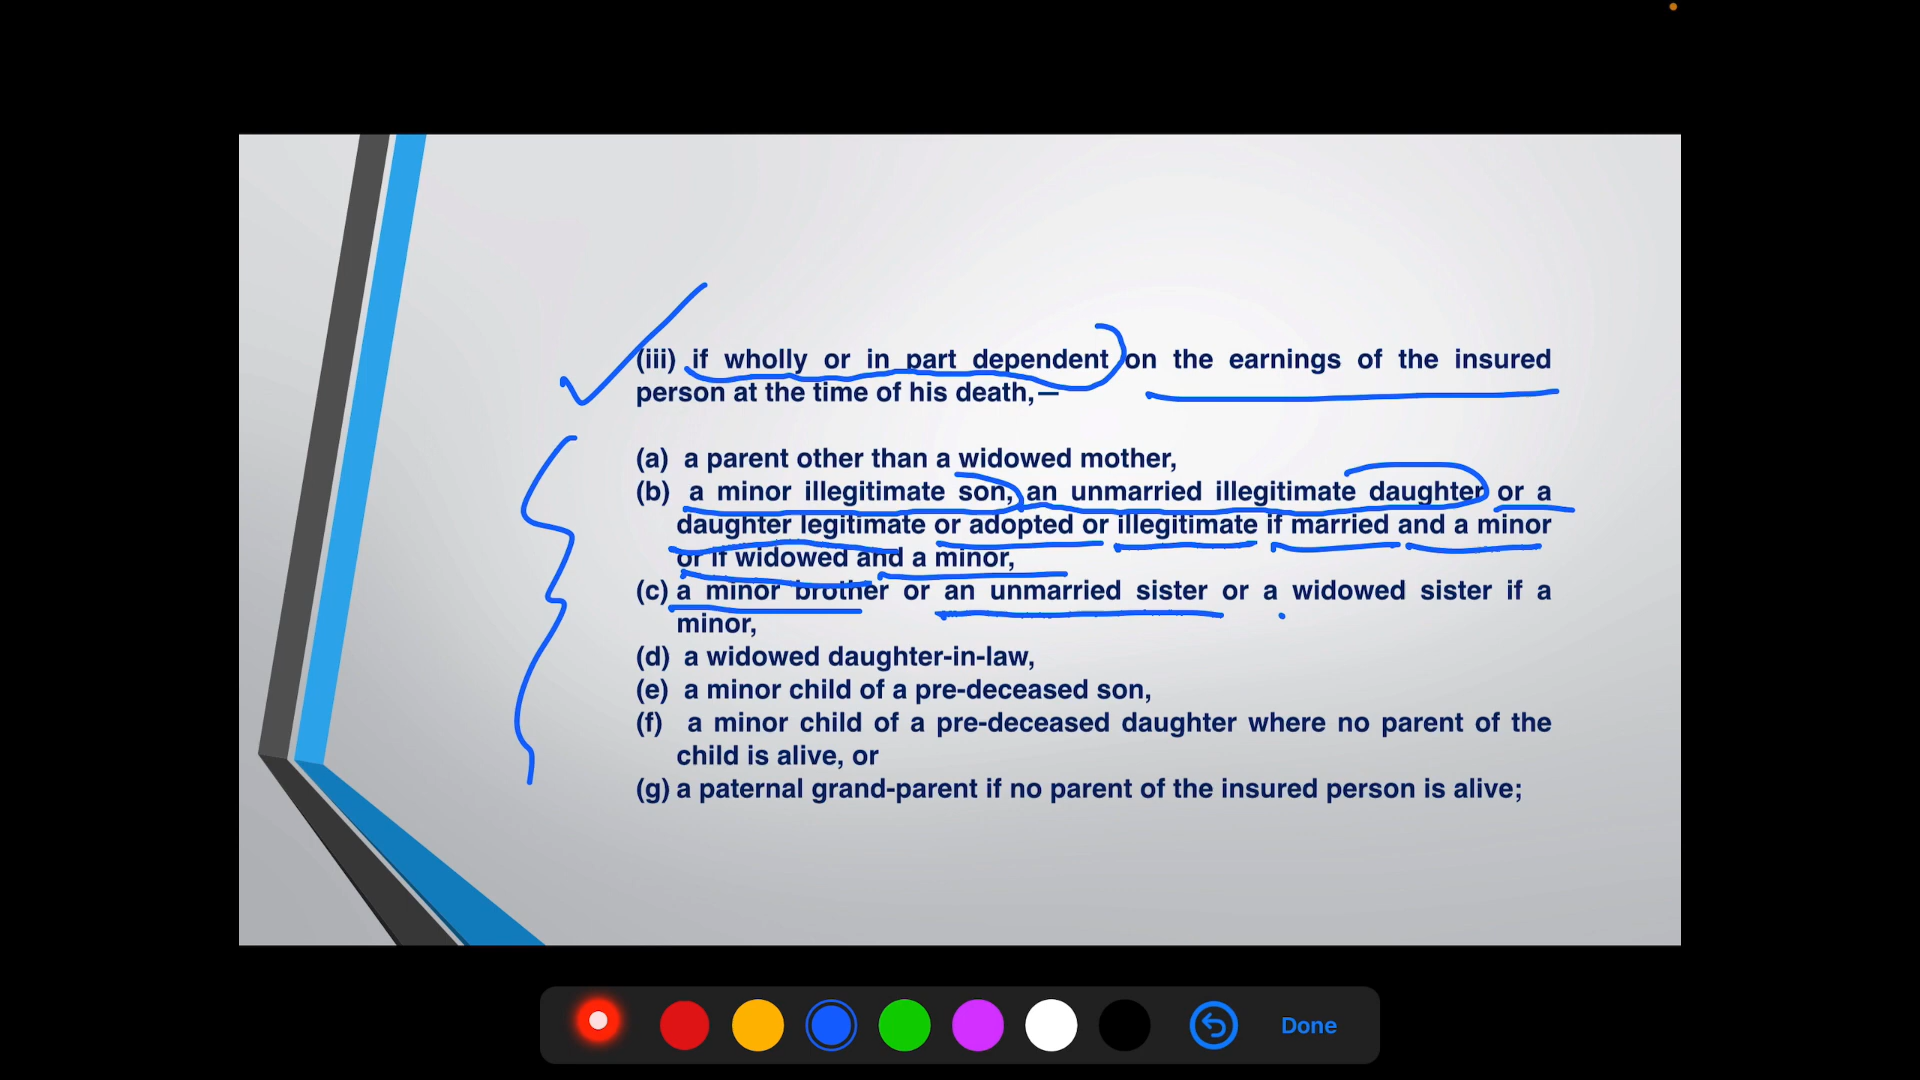 (iii) if wholly or in part dependent on the earnings of the insured
person at the time of his death,—
(a) a parent other than a widowed mother,
(b) a minor illegitimate son, an unmarried illegitimate daughter or a
daughter legitimate or adopted or illegitimate if married and a minor
or if widowed and a minor,
(c) a minor brother or an unmarried sister or a widowed sister if a
minor,
(d) a widowed daughter-in-law,
(e) a minor child of a pre-deceased son,
(f) a minor child of a pre-deceased daughter where no parent of the
child is alive, or
(g) a paternal grand-parent if no parent of the insured person is alive;
Done